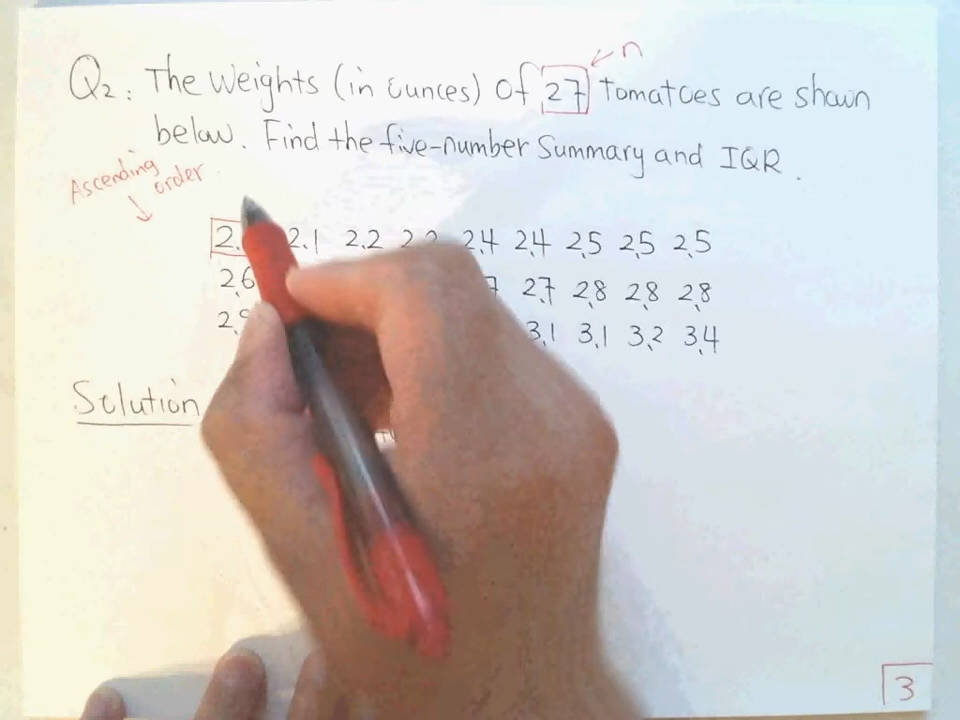 n
Q2: The weights (in ounces) of 27 tomatoes are shown
below. Find the five-number summary and IQR.
Ascending
order
2.1 2.2 2.4 2.4 2.5 2.5 2.5
2.6 2.7 2.8 2.8 2.8
3.1 3.1 3.2 3.4
Solution
3